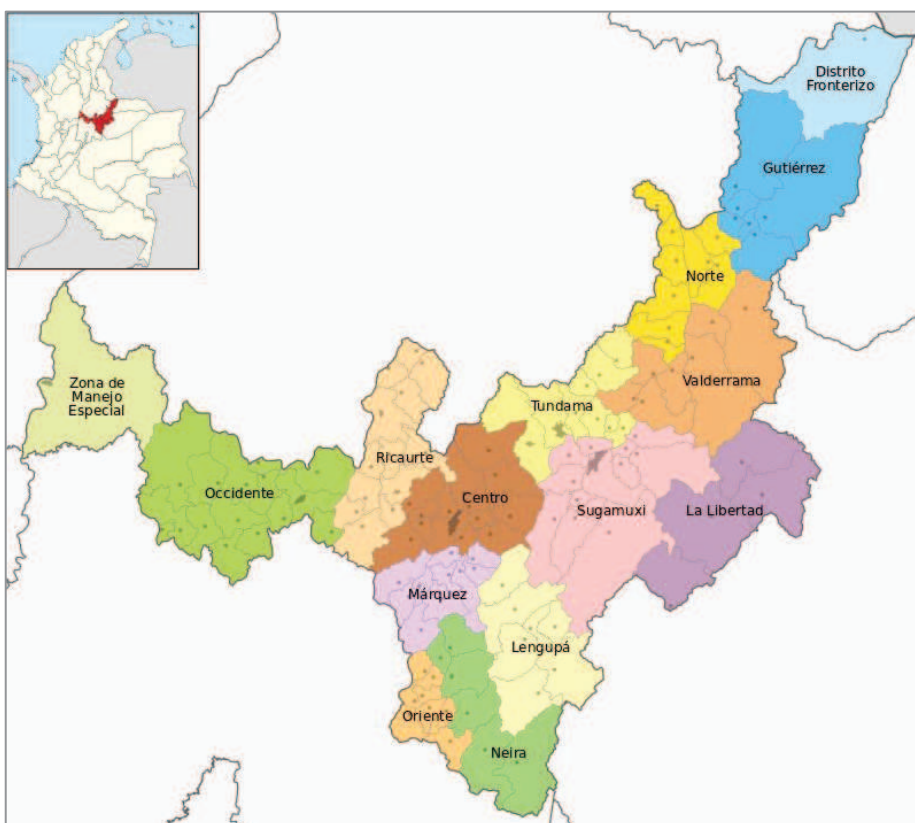 Distrito
Fronterizo
Gutiérrez
Norte
Zona de
Manejo
Especial
Valderrama
Tundama
Ricaurte
Occidente
Centro
Sugamuxi
La Libertad
Márquez
Lengupá
Oriente
Neira